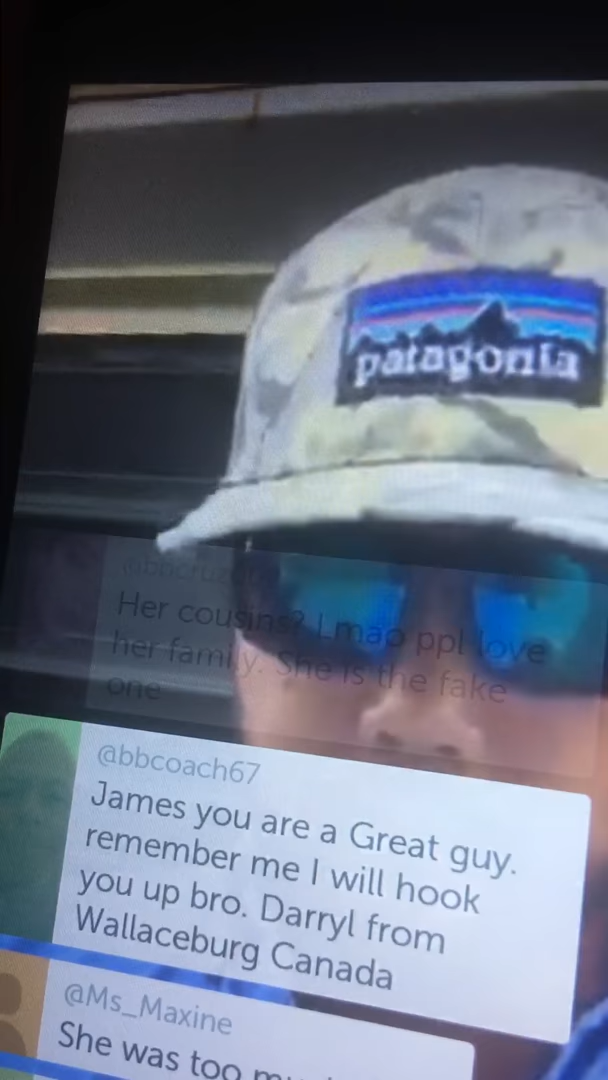 patagonia
Her cousins? Lmao ppl love
her family. She is the fake
one
@bbcoach67
James you are a Great guy.
remember me I will hook
you up bro. Darryl from
Wallaceburg Canada
@Ms_Maxine
She was too